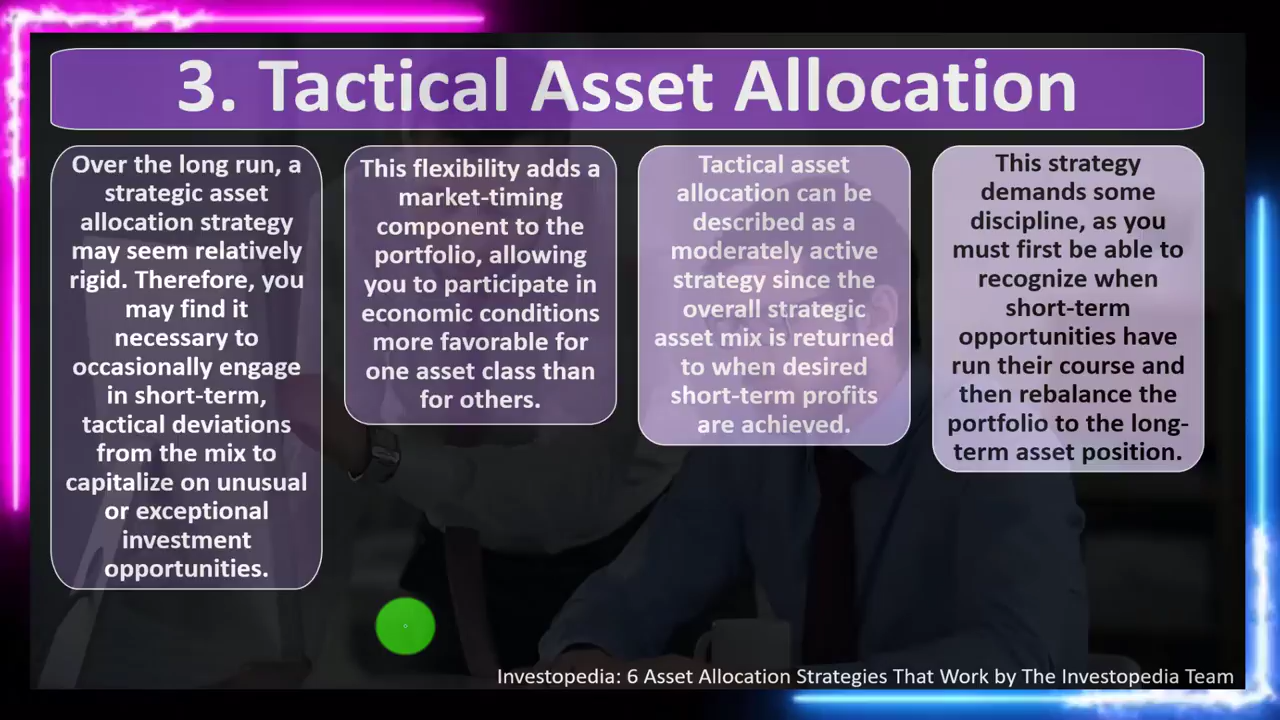 3. Tactical Asset Allocation
Over the long run, a
strategic asset
allocation strategy
may seem relatively
rigid. Therefore, you
may find it
necessary to
occasionally engage
in short-term,
tactical deviations
from the mix to
capitalize on unusual
or exceptional
investment
opportunities.
This flexibility adds a
market-timing
component to the
portfolio, allowing
you to participate in
economic conditions
more favorable for
one asset class than
for others.
Tactical asset
allocation can be
described as a
moderately active
strategy since the
overall strategic
asset mix is returned
to when desired
short-term profits
are achieved.
This strategy
demands some
discipline, as you
must first be able to
recognize when
short-term
opportunities have
run their course and
then rebalance the
portfolio to the long-
term asset position.
Investopedia: 6 Asset Allocation Strategies That Work by The Investopedia Team